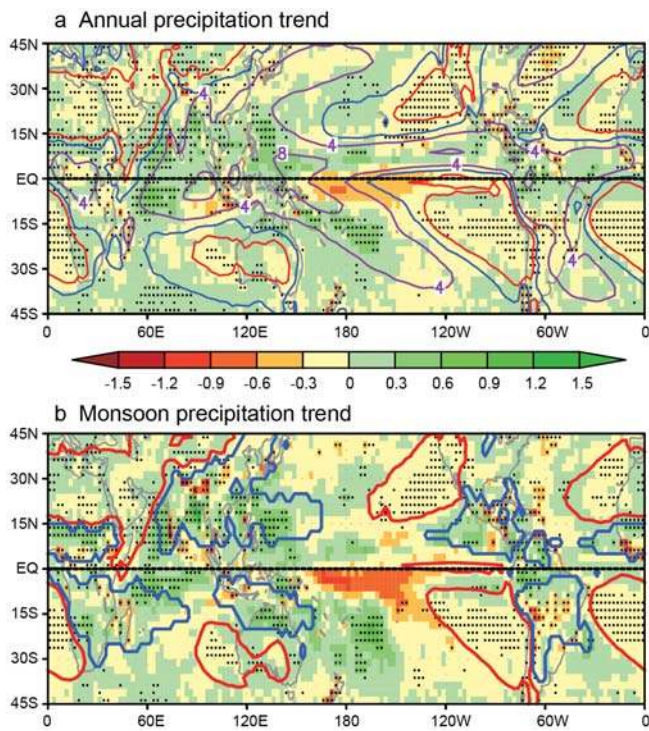 a Annual precipitation trend
45N
30N
15N
EQ
15S
30S
45S
4
4
8
4
4
4
4
4
4
4
60E 120E 180 120W 60W 0
-1.5 -1.2 -0.9 -0.6 -0.3 0 0.3 0.6 0.9 1.2 1.5
b Monsoon precipitation trend
45N
30N
15N
EQ
15S
30S
45S
60E 120E 180 120W 60W 0